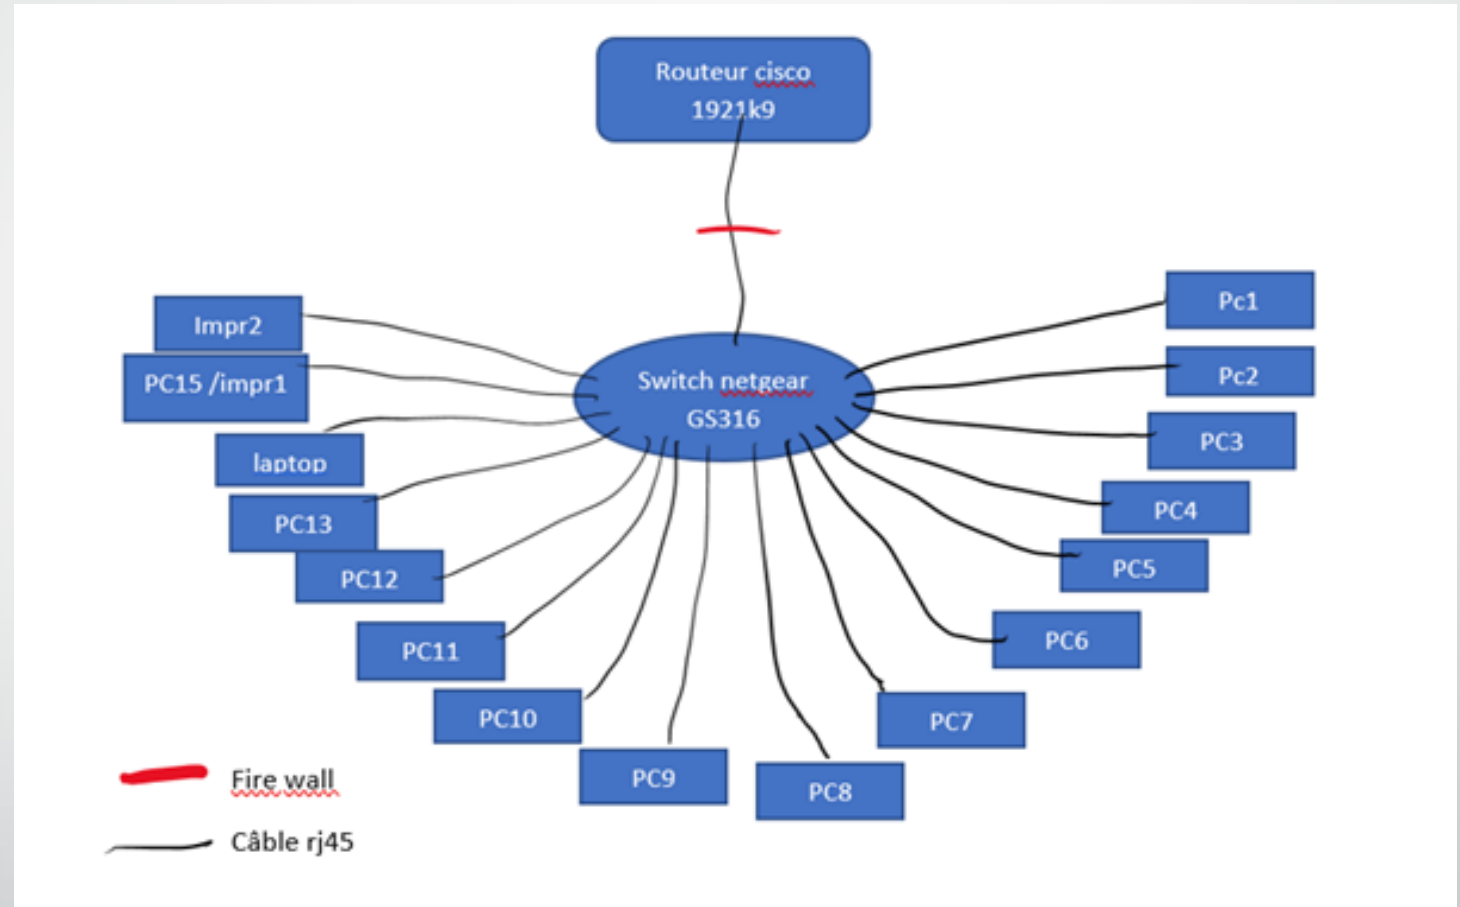 Routeur cisco
1921k9
Switch netgear
GS316
Impr2
PC15 /impr1
laptop
PC13
PC12
PC11
PC10
PC9
PC8
PC7
PC6
PC5
PC4
PC3
Pc2
Pc1
Fire wall
Câble rj45